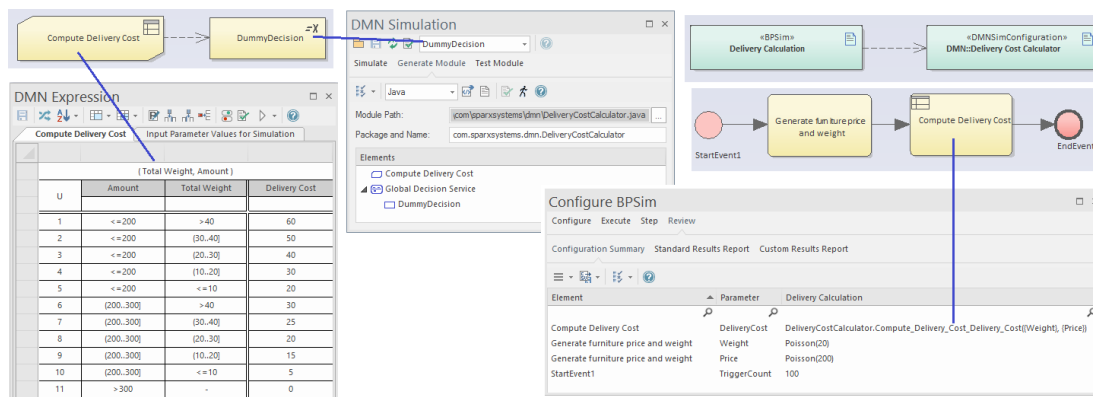 Compute Delivery Cost
=X
DummyDecision
DMN Simulation
DummyDecision
Simulate Generate Module Test Module
Java
Module Path: \com\sparxsystems\dmn\DeliveryCostCalculator.java ...
Package and Name: com.sparxsystems.dmn.DeliveryCostCalculator
Elements
Compute Delivery Cost
Global Decision Service
DummyDecision
«BPSim»
Delivery Calculation
«DMNSimConfiguration»
DMN::Delivery Cost Calculator
StartEvent1
Generate furniture price
and weight
Compute Delivery Cost
EndEvent
DMN Expression
Compute Delivery Cost Input Parameter Values for Simulation
( Total Weight, Amount )
U Amount Total Weight Delivery Cost
1 <=200 >40 60
2 <=200 (30..40] 50
3 <=200 (20..30] 40
4 <=200 (10..20] 30
5 <=200 <=10 20
6 (200..300] >40 30
7 (200..300] (30..40] 25
8 (200..300] (20..30] 20
9 (200..300] (10..20] 15
10 (200..300] <=10 5
11 >300 - 0
Configure BPSim
Configure Execute Step Review
Configuration Summary Standard Results Report Custom Results Report
Element Parameter Delivery Calculation
Compute Delivery Cost DeliveryCost DeliveryCostCalculator.Compute_Delivery_Cost_Delivery_Cost({Weight}, {Price})
Generate furniture price and weight Weight Poisson(20)
Generate furniture price and weight Price Poisson(200)
StartEvent1 TriggerCount 100